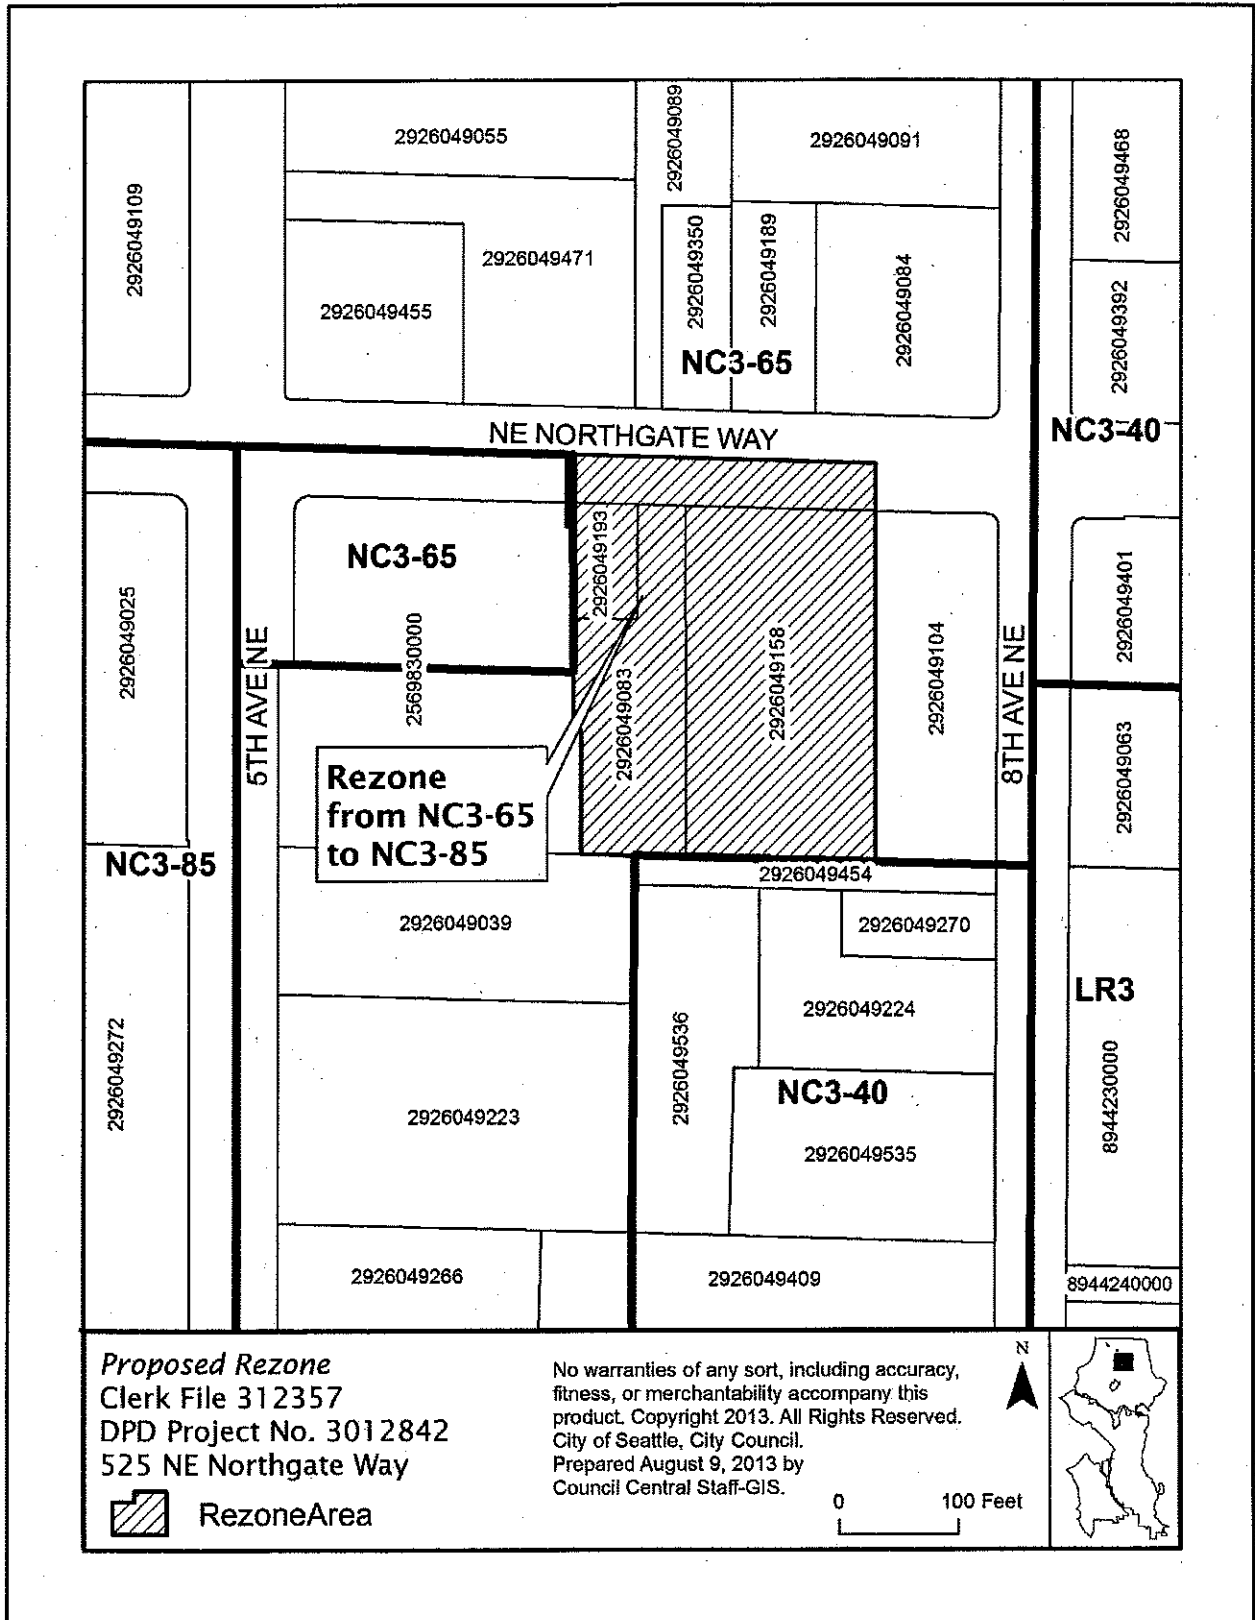 2926049055
2926049089
2926049091
2926049468
2926049109
2926049471
2926049350
2926049189
2926049084
2926049392
2926049455
NC3-65
NE NORTHGATE WAY
NC3-40
NC3-65
2926049193
2926049025
5TH AVE NE
2569830000
2926049083
2926049158
2926049104
8TH AVE NE
2926049401
2926049063
Rezone
from NC3-65
to NC3-85
NC3-85
2926049454
2926049039
2926049270
LR3
2926049224
2926049272
2926049536
NC3-40
8944230000
2926049223
2926049535
2926049266
2926049409
8944240000
Proposed Rezone
Clerk File 312357
DPD Project No. 3012842
525 NE Northgate Way
RezoneArea
No warranties of any sort, including accuracy,
fitness, or merchantability accompany this
product. Copyright 2013. All Rights Reserved.
City of Seattle, City Council.
Prepared August 9, 2013 by
Council Central Staff-GIS.
0 100 Feet
N